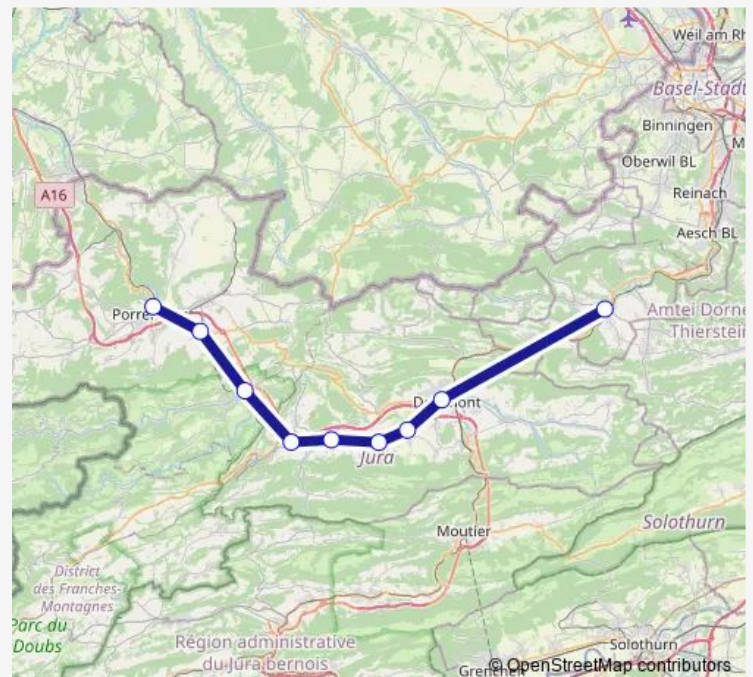 Weil am Rh
Basel-Stadt
Binningen
Oberwil BL
A16
Reinach
Aesch BL
Amtei Dorne
Thierstein
Jura
Solothurn
Moutier
District
des Franches-
Montagnes
Parc du
Doubs
Région administrative
du Jura bernois
Solothurn
Grenchen
© OpenStreetMap contributors